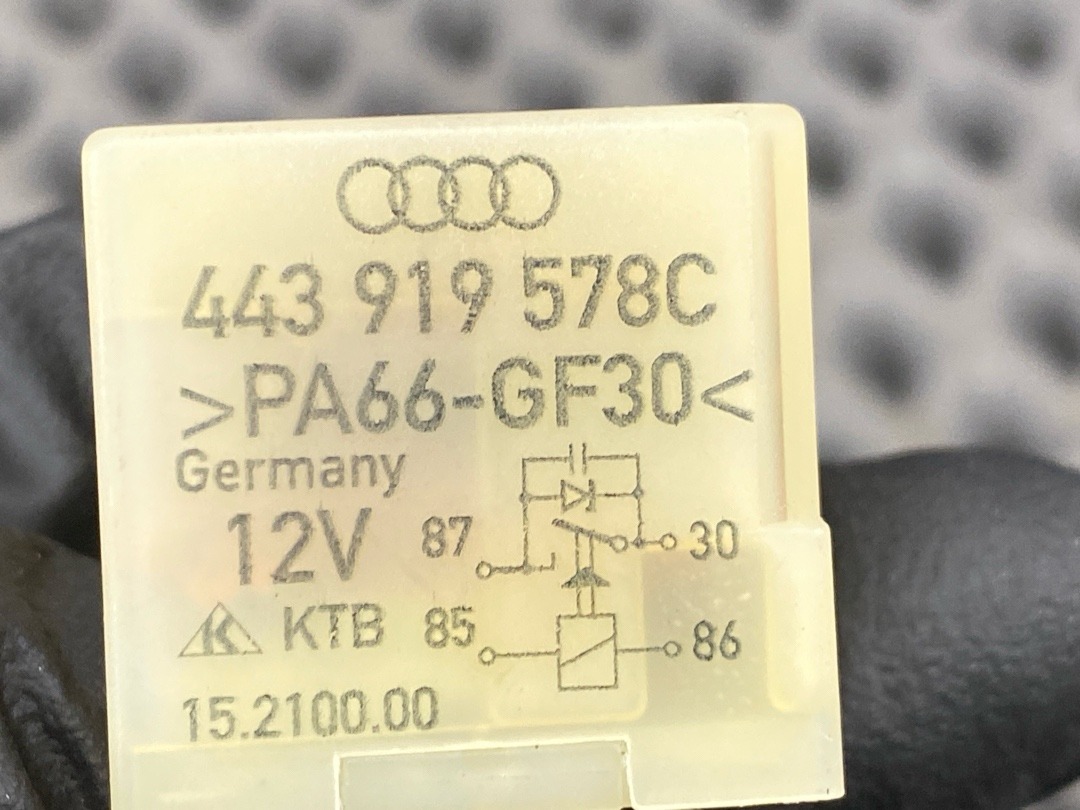 443 919 578C
>PA66-GF30<
Germany
12V
87
30
K KTB
85
86
15.2100.00